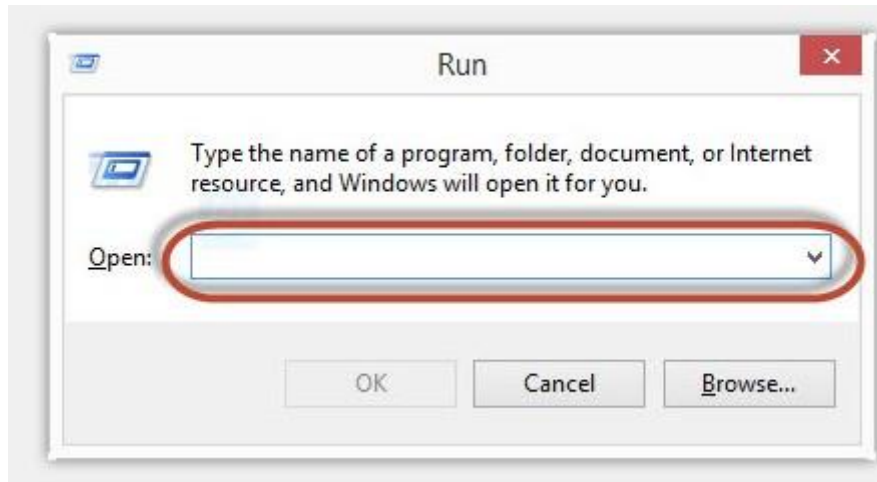 Run
Type the name of a program, folder, document, or Internet
resource, and Windows will open it for you.
Open:
OK Cancel Browse...